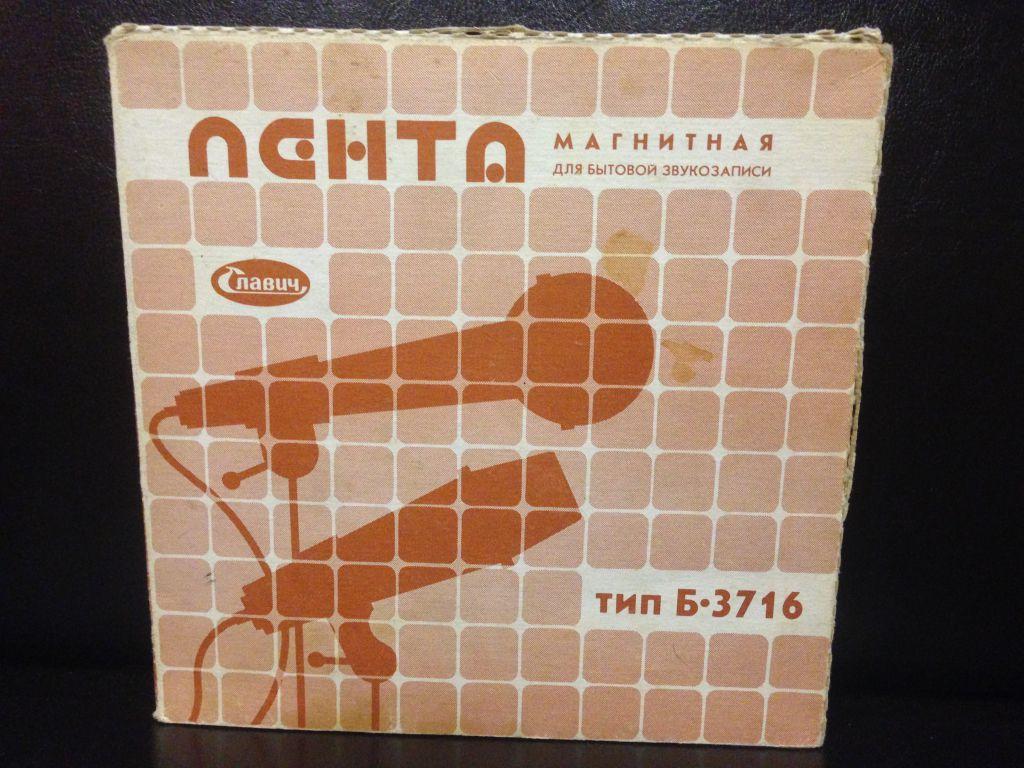 ЛЕНТА
МАГНИТНАЯ
ДЛЯ БЫТОВОЙ ЗВУКОЗАПИСИ
Славич
ТИП Б·3716